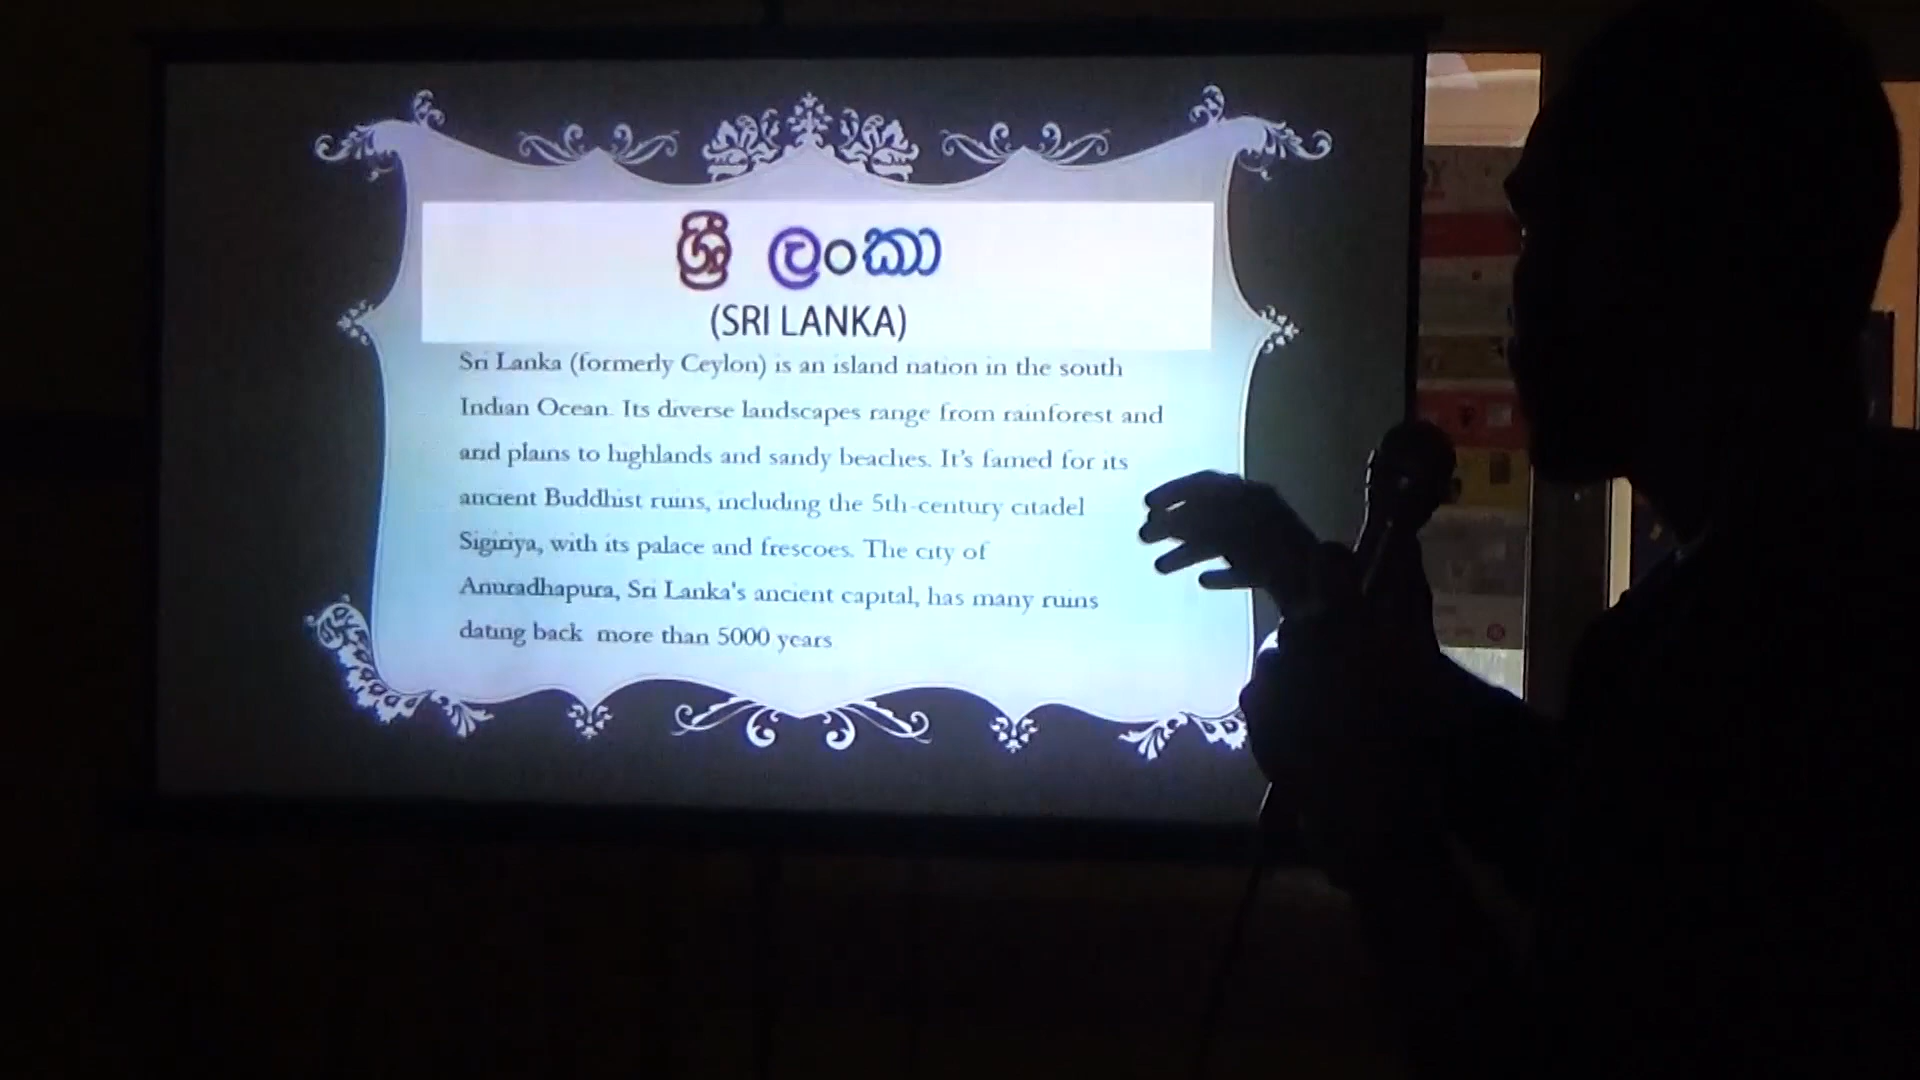 ශ්‍රී ලංකා
(SRI LANKA)
Sri Lanka (formerly Ceylon) is an island nation in the south
Indian Ocean. Its diverse landscapes range from rainforest and
arid plains to highlands and sandy beaches. It's famed for its
ancient Buddhist ruins, including the 5th-century citadel
Sigiriya, with its palace and frescoes. The city of
Anuradhapura, Sri Lanka's ancient capital, has many ruins
dating back more than 5000 years